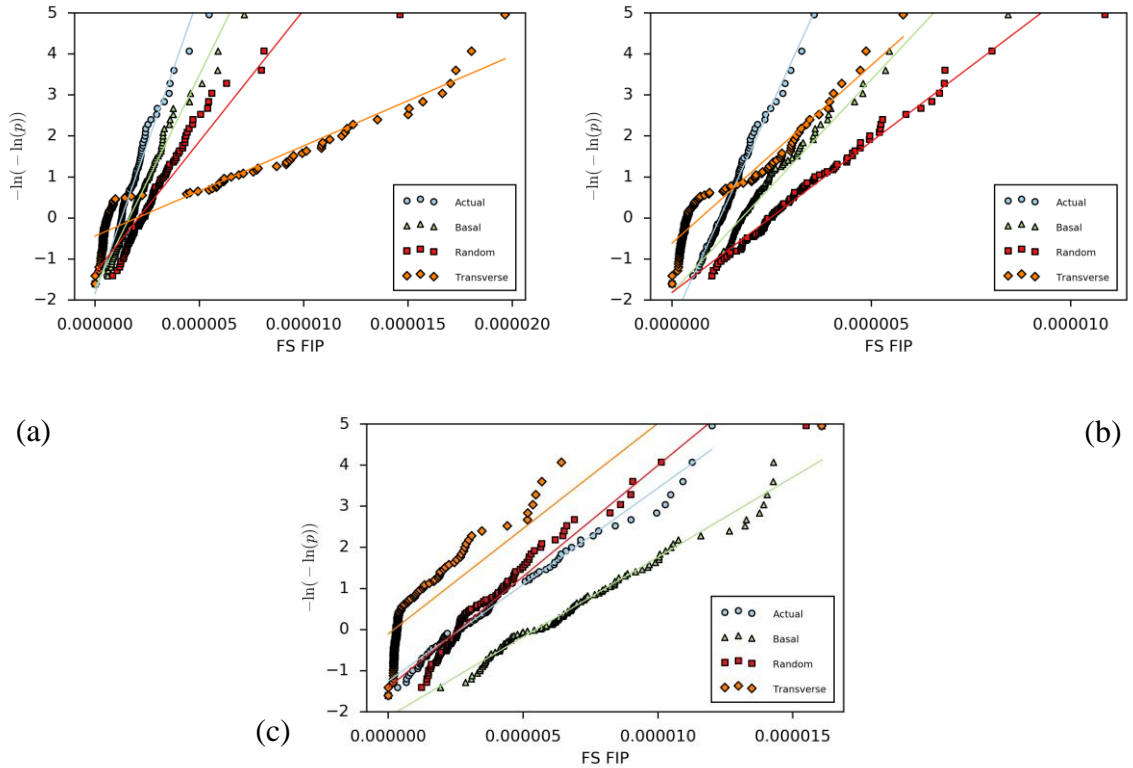 5
4
3
2
1
0
−1
−2
−ln(−ln(p))
Actual
Basal
Random
Transverse
0.000000 0.000005 0.000010 0.000015 0.000020
FS FIP
(a)
5
4
3
2
1
0
−1
−2
−ln(−ln(p))
Actual
Basal
Random
Transverse
0.000000 0.000005 0.000010
FS FIP
(b)
5
4
3
2
1
0
−1
−2
−ln(−ln(p))
Actual
Basal
Random
Transverse
0.000000 0.000005 0.000010 0.000015
FS FIP
(c)